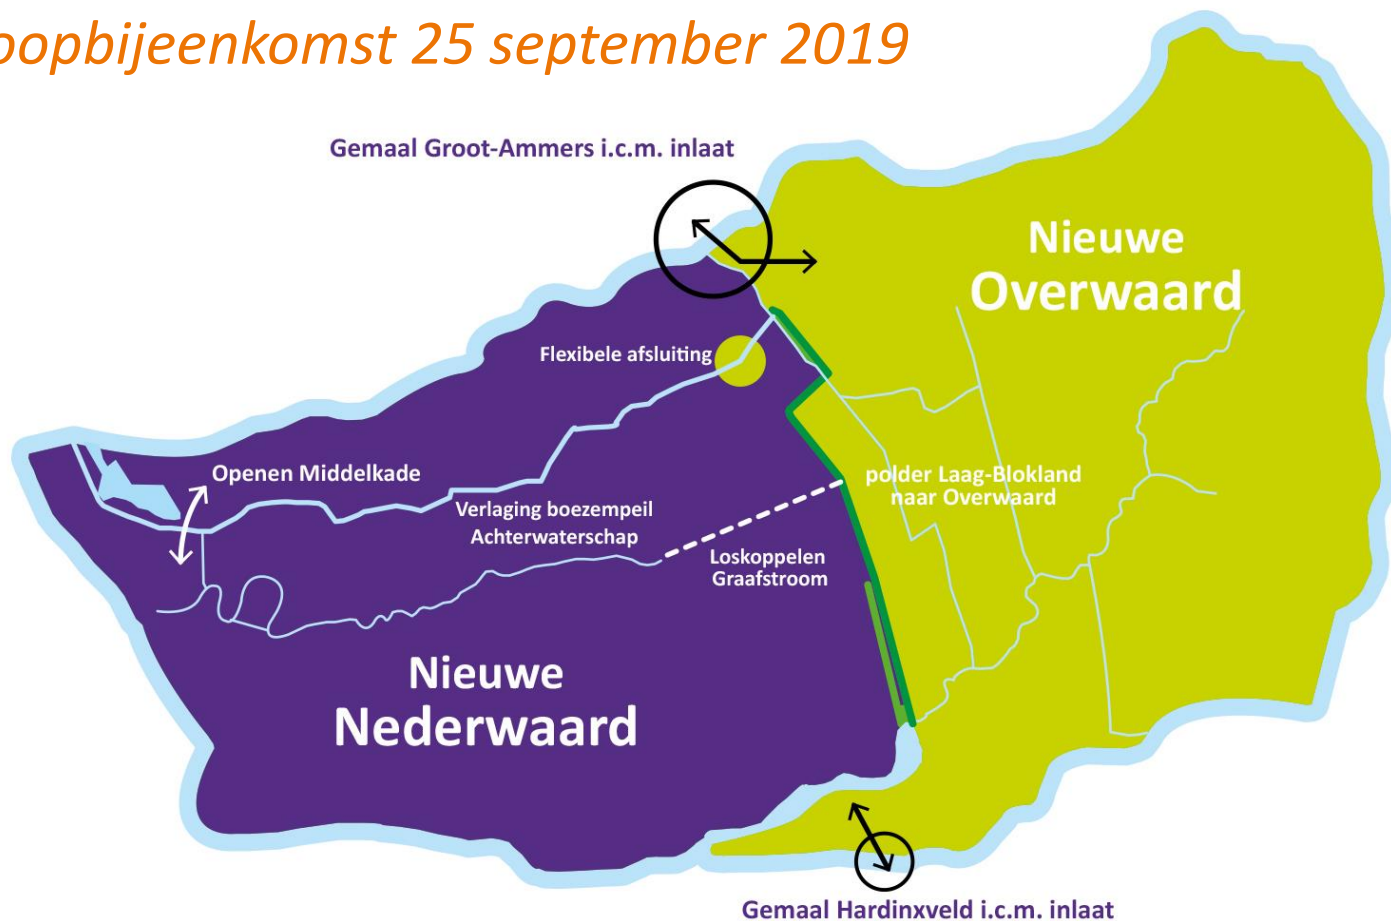 oopbijeenkomst 25 september 2019
Gemaal Groot-Ammers i.c.m. inlaat
Nieuwe
Overwaard
Flexibele afsluiting
Openen Middelkade
polder Laag-Blokland
naar Overwaard
Verlaging boezempeil
Achterwaterschap
Loskoppelen
Graafstroom
Nieuwe
Nederwaard
Gemaal Hardinxveld i.c.m. inlaat